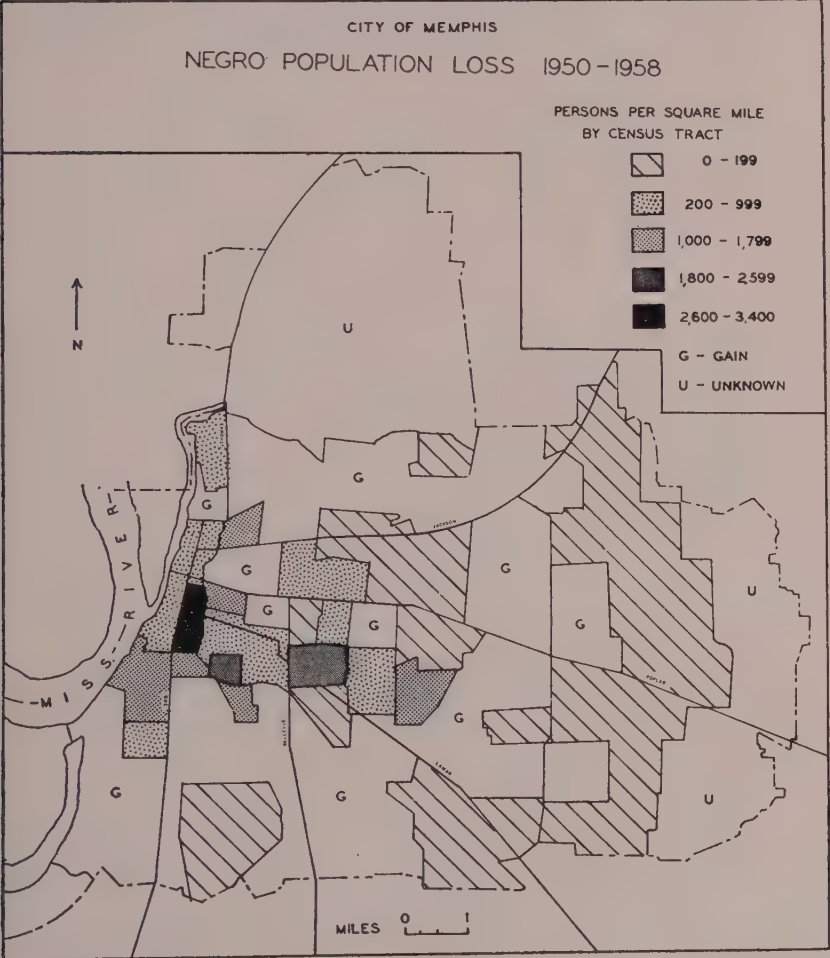 CITY OF MEMPHIS
NEGRO POPULATION LOSS 1950-1958
PERSONS PER SQUARE MILE
BY CENSUS TRACT
0 - 199
200 - 999
1,000 - 1,799
1,800 - 2,599
2,600 - 3,400
G - GAIN
U - UNKNOWN
N
U
G
JACKSON
G
G
G
G
G
U
MISS. RIVER
POPLAR
BELLEVUE
G
LAMAR
G
G
U
MILES 0 1